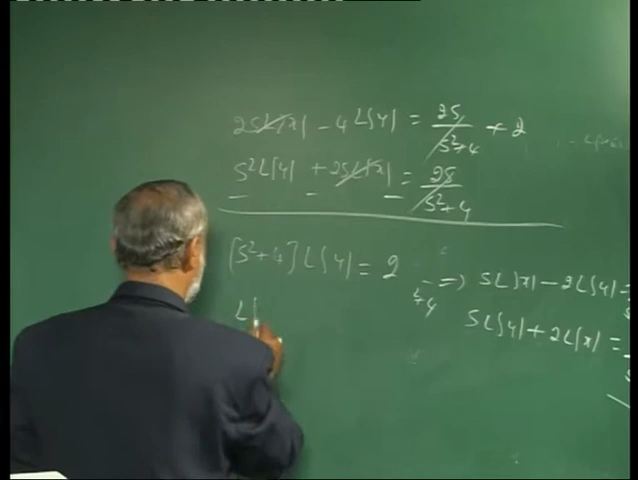 2SL[x] - 4L[y] = 2S/S²+4 + 2
S²L[y] + 2SL[x] = 2S/S²+4
[S²+4]L[y] = 2
L[
=> SL[x] - 2L[y] =
SL[y] + 2L[x] =